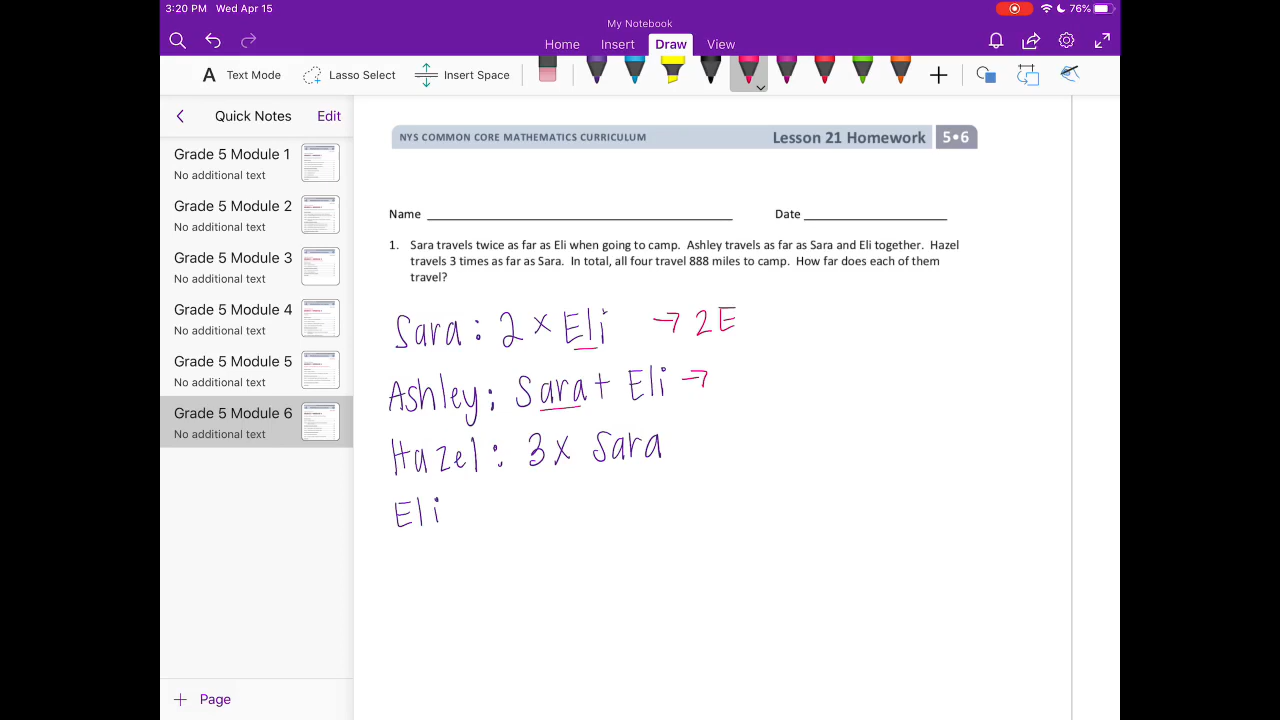 3:20 PM Wed Apr 15
76%
My Notebook
Home Insert Draw View
A Text Mode Lasso Select Insert Space
Quick Notes Edit
Grade 5 Module 1
No additional text
Grade 5 Module 2
No additional text
Grade 5 Module 3
No additional text
Grade 5 Module 4
No additional text
Grade 5 Module 5
No additional text
Grade 5 Module 6
No additional text
+ Page
NYS COMMON CORE MATHEMATICS CURRICULUM Lesson 21 Homework 5•6
Name Date
1. Sara travels twice as far as Eli when going to camp. Ashley travels as far as Sara and Eli together. Hazel
travels 3 times as far as Sara. In total, all four travel 888 miles to camp. How far does each of them
travel?
Sara: 2 x Eli → 2E
Ashley: Sara + Eli →
Hazel: 3x Sara
Eli